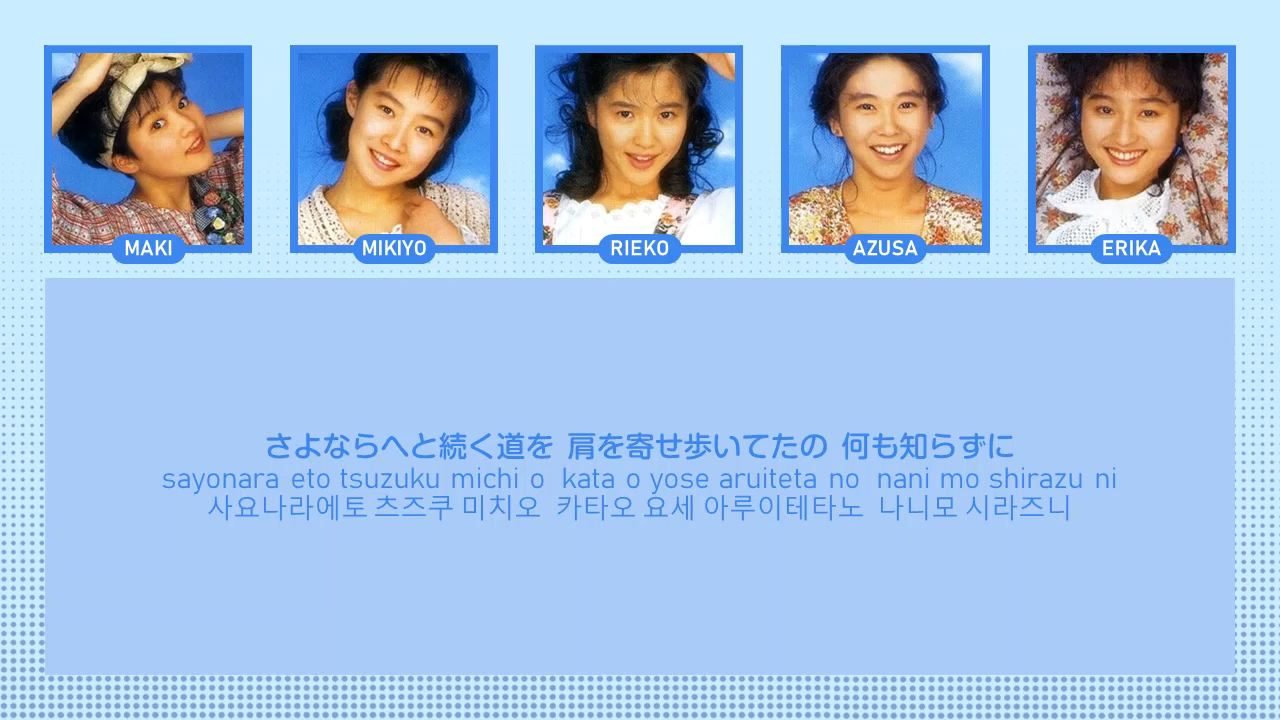 MAKI
MIKIYO
RIEKO
AZUSA
ERIKA
さよならへと続く道を 肩を寄せ歩いてたの 何も知らずに
sayonara eto tsuzuku michi o kata o yose aruiteta no nani mo shirazu ni
사요나라에토 츠즈쿠 미치오 카타오 요세 아루이테타노 나니모 시라즈니